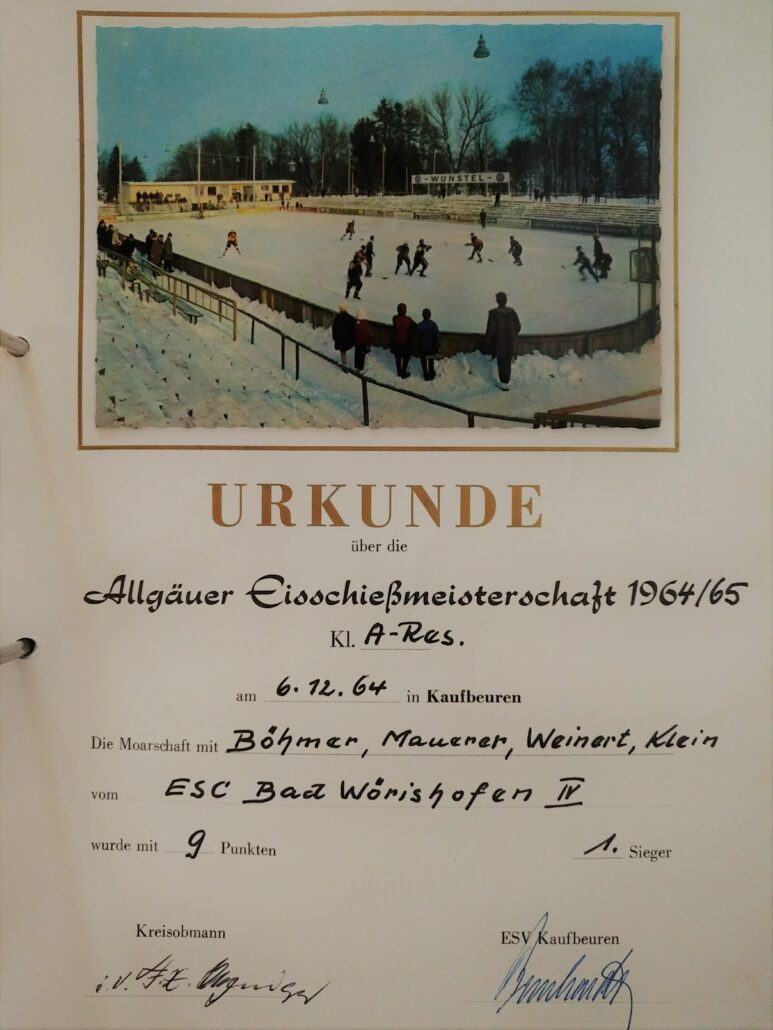 - WÜNSTEL -
URKUNDE
über die
Allgäuer Eisschießmeisterschaft 1964/65
Kl. A-Res.
am 6.12.64 in Kaufbeuren
Die Moarschaft mit Böhmer, Mauerer, Weinert, Klein
vom ESC Bad Wörishofen IV
wurde mit 9 Punkten 1. Sieger
Kreisobmann ESV Kaufbeuren
i.V.